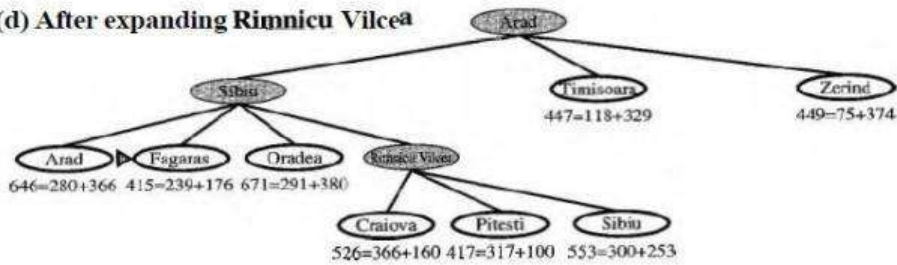 (d) After expanding Rimnicu Vilcea
Arad
Sibiu
Timisoara
Zerind
447=118+329
449=75+374
Arad
Fagaras
Oradea
Rimnicu Vilcea
646=280+366 415=239+176 671=291+380
Craiova
Pitesti
Sibiu
526=366+160 417=317+100 553=300+253